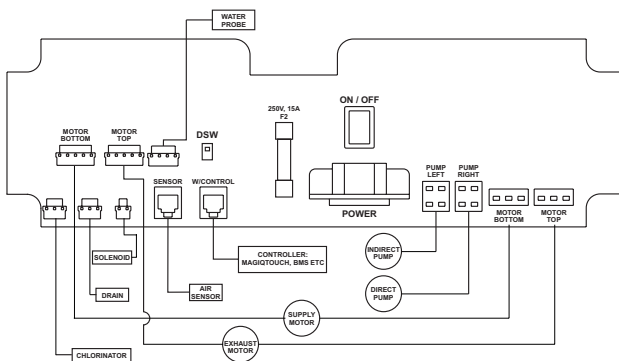 WATER
PROBE
ON / OFF
250V, 15A
F2
MOTOR
BOTTOM
MOTOR
TOP
DSW
PUMP
LEFT
PUMP
RIGHT
SENSOR
W/CONTROL
POWER
MOTOR
BOTTOM
MOTOR
TOP
SOLENOID
CONTROLLER:
MAGIQTOUCH, BMS ETC
INDIRECT
PUMP
DRAIN
AIR
SENSOR
DIRECT
PUMP
SUPPLY
MOTOR
EXHAUST
MOTOR
CHLORINATOR